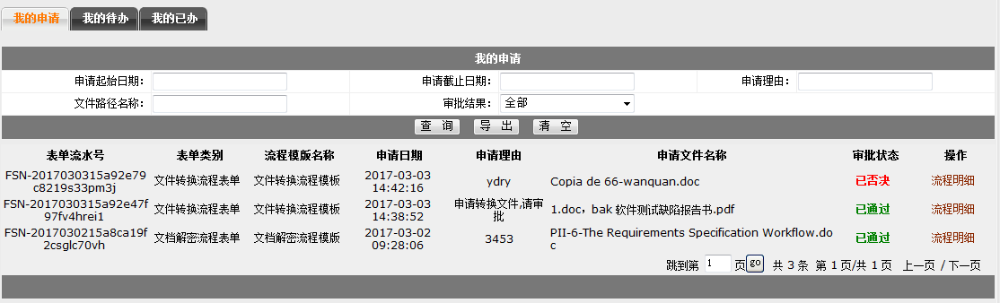 我的申请 我的待办 我的已办
我的申请
申请起始日期： 申请截止日期： 申请理由：
文件路径名称： 审批结果： 全部
查 询 导 出 清 空
表单流水号 表单类别 流程模版名称 申请日期 申请理由 申请文件名称 审批状态 操作
FSN-2017030315a92e79c8219s33pm3j 文件转换流程表单 文件转换流程模板 2017-03-03 14:42:16 ydry Copia de 66-wanquan.doc 已否决 流程明细
FSN-2017030315a92e47f97fv4hrei1 文件转换流程表单 文件转换流程模板 2017-03-03 14:38:52 申请转换文件,请审批 1.doc，bak 软件测试缺陷报告书.pdf 已通过 流程明细
FSN-2017030215a8ca19f2csglc70vh 文档解密流程表单 文档解密流程模版 2017-03-02 09:28:06 3453 PII-6-The Requirements Specification Workflow.doc 已通过 流程明细
跳到第 1 页 go 共 3 条 第 1 页/共 1 页 上一页 / 下一页